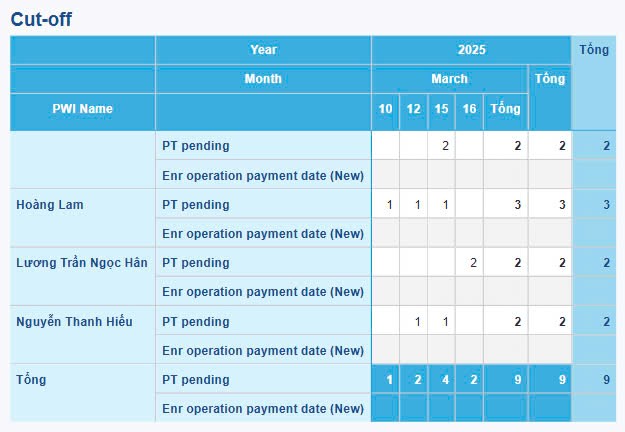 Cut-off
Year 2025 Tổng
Month March Tổng
PWI Name 10 12 15 16 Tổng
PT pending 2 2 2 2
Enr operation payment date (New)
Hoàng Lam PT pending 1 1 1 3 3 3
Enr operation payment date (New)
Lương Trần Ngọc Hân PT pending 2 2 2 2
Enr operation payment date (New)
Nguyễn Thanh Hiếu PT pending 1 1 2 2 2
Enr operation payment date (New)
Tổng PT pending 1 2 4 2 9 9 9
Enr operation payment date (New)